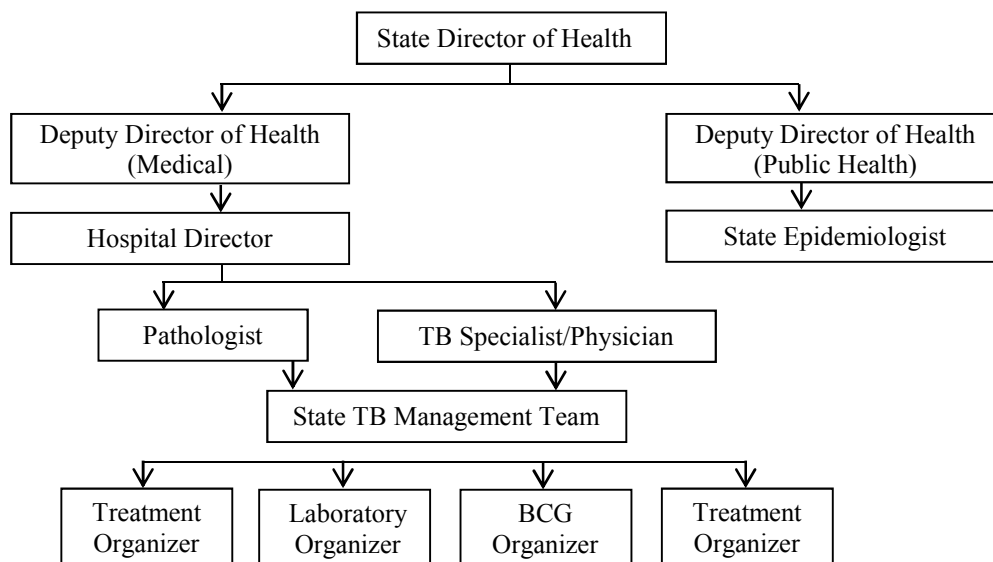 State Director of Health
Deputy Director of Health
(Medical)
Deputy Director of Health
(Public Health)
Hospital Director
State Epidemiologist
Pathologist
TB Specialist/Physician
State TB Management Team
Treatment
Organizer
Laboratory
Organizer
BCG
Organizer
Treatment
Organizer